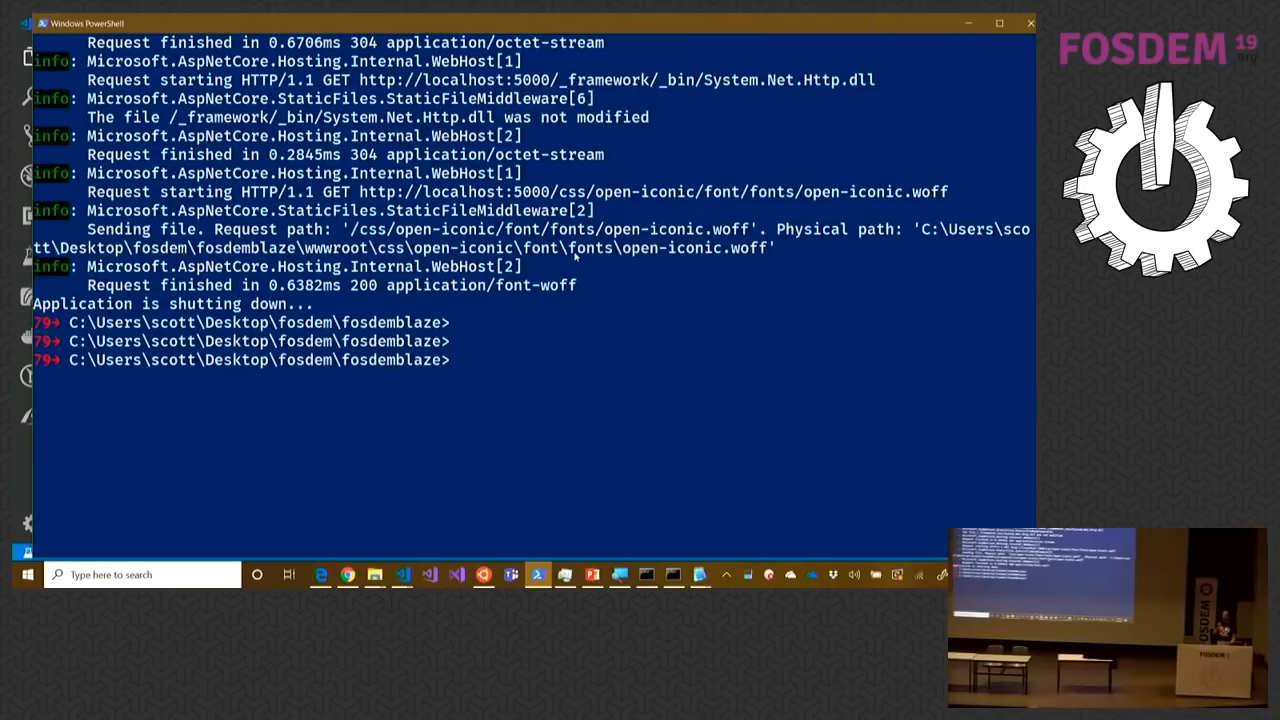 Windows PowerShell
Request finished in 0.6706ms 304 application/octet-stream
info: Microsoft.AspNetCore.Hosting.Internal.WebHost[1]
Request starting HTTP/1.1 GET http://localhost:5000/_framework/_bin/System.Net.Http.dll
info: Microsoft.AspNetCore.StaticFiles.StaticFileMiddleware[6]
The file /_framework/_bin/System.Net.Http.dll was not modified
info: Microsoft.AspNetCore.Hosting.Internal.WebHost[2]
Request finished in 0.2845ms 304 application/octet-stream
info: Microsoft.AspNetCore.Hosting.Internal.WebHost[1]
Request starting HTTP/1.1 GET http://localhost:5000/css/open-iconic/font/fonts/open-iconic.woff
info: Microsoft.AspNetCore.StaticFiles.StaticFileMiddleware[2]
Sending file. Request path: '/css/open-iconic/font/fonts/open-iconic.woff'. Physical path: 'C:\Users\sco
tt\Desktop\fosdem\fosdemblaze\wwwroot\css\open-iconic\font\fonts\open-iconic.woff'
info: Microsoft.AspNetCore.Hosting.Internal.WebHost[2]
Request finished in 0.6382ms 200 application/font-woff
Application is shutting down...
79→ C:\Users\scott\Desktop\fosdem\fosdemblaze>
79→ C:\Users\scott\Desktop\fosdem\fosdemblaze>
79→ C:\Users\scott\Desktop\fosdem\fosdemblaze>
Type here to search
FOSDEM 19
.org
FOSDEM
FOSDEM